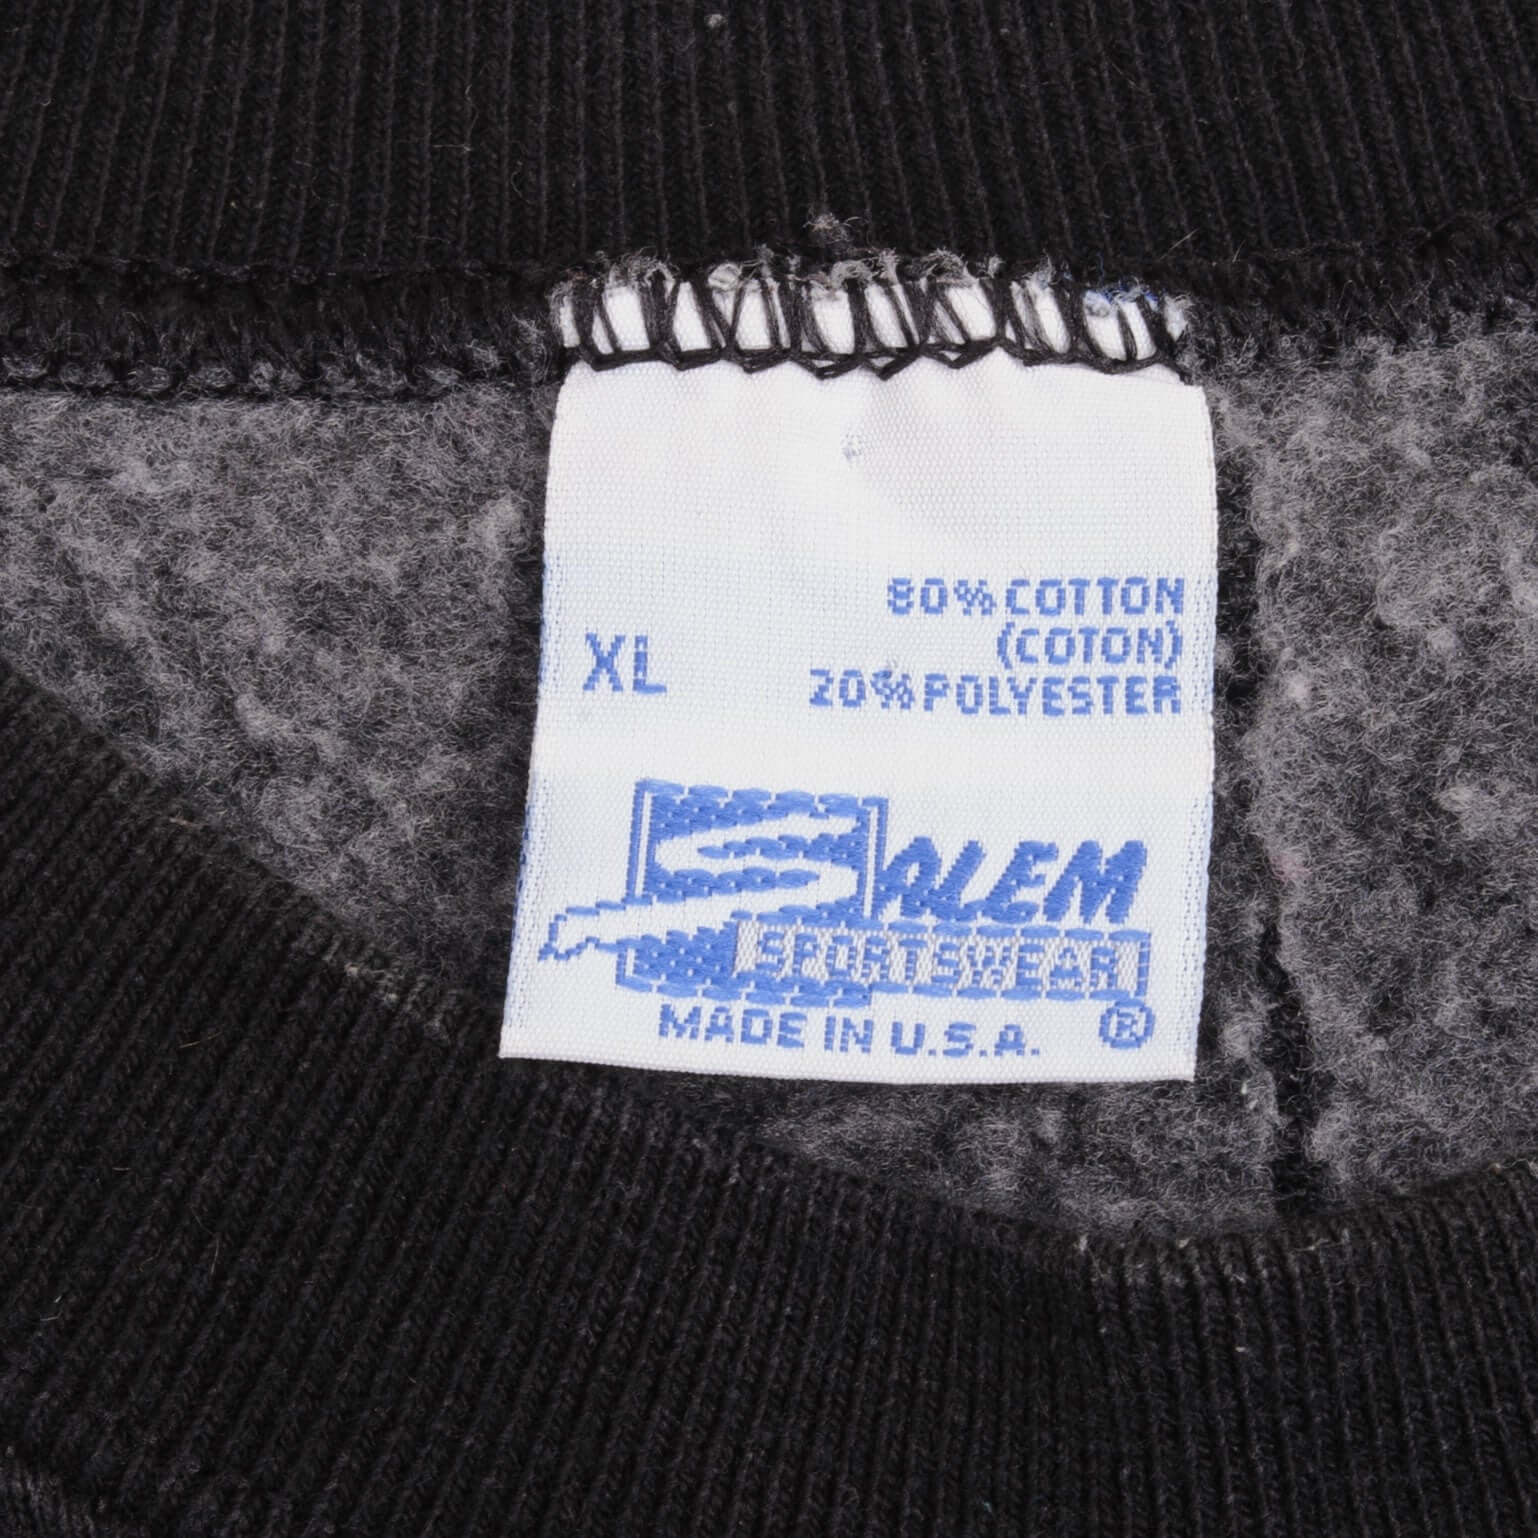 80% COTTON
(COTON)
XL
20% POLYESTER
SALEM
SPORTSWEAR
MADE IN U.S.A. ®